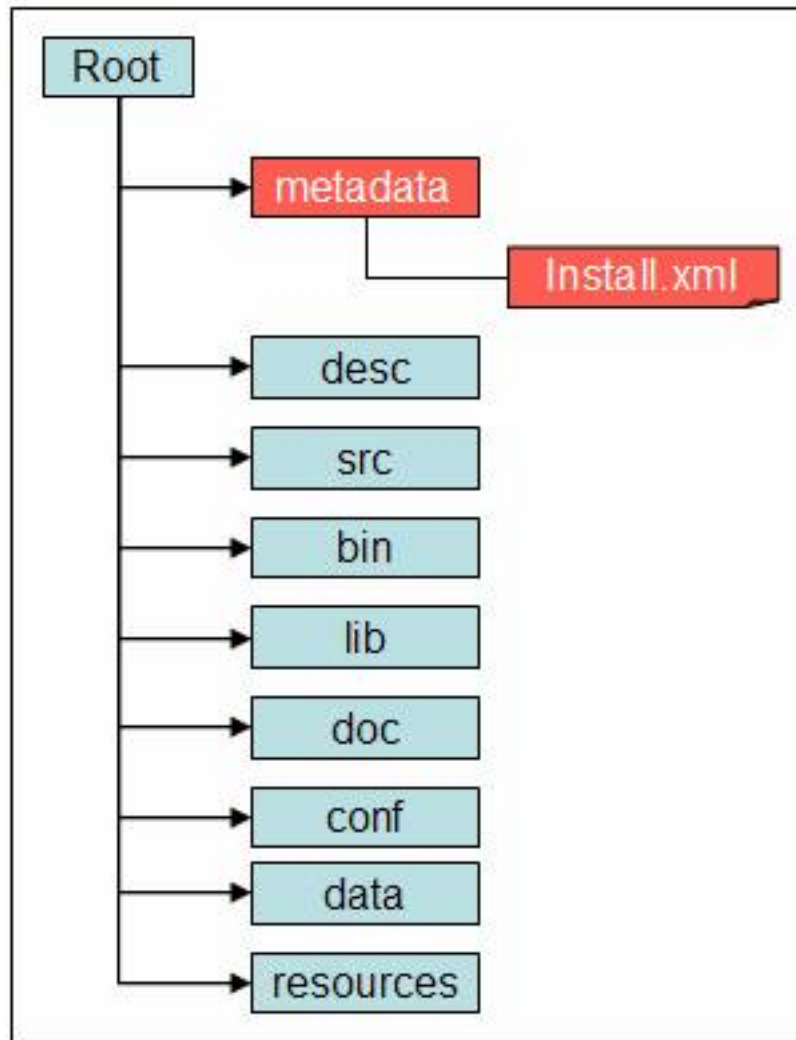 Root
metadata
Install.xml
desc
src
bin
lib
doc
conf
data
resources